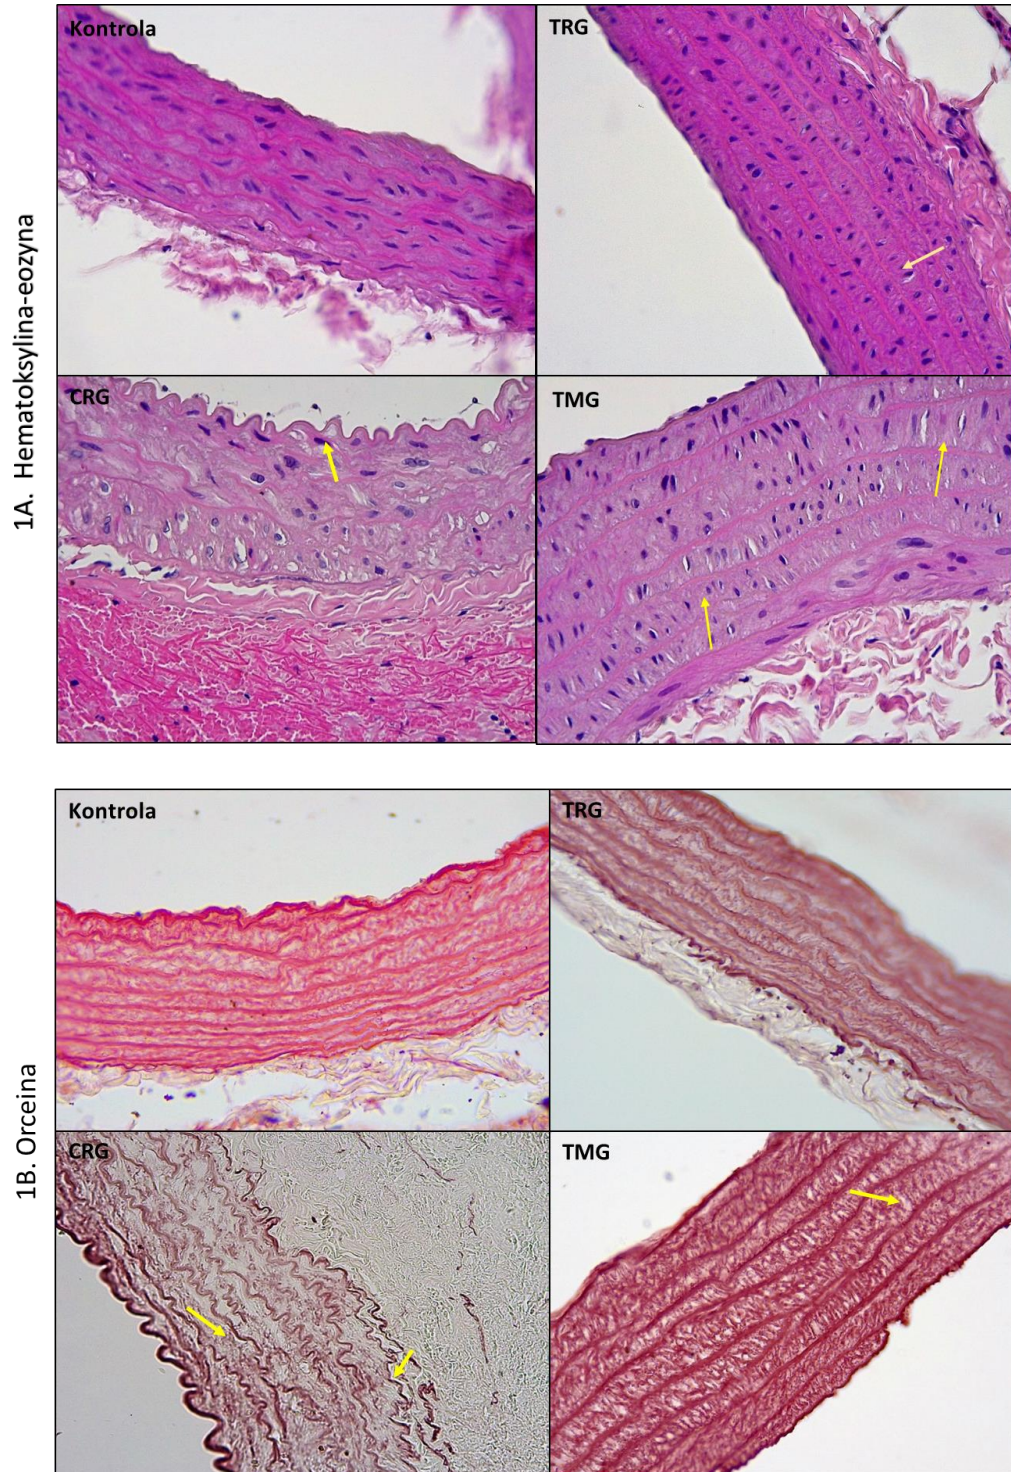 1A. Hematoksylina-eozyna
Kontrola
TRG
CRG
TMG
1B. Orceina
Kontrola
TRG
CRG
TMG